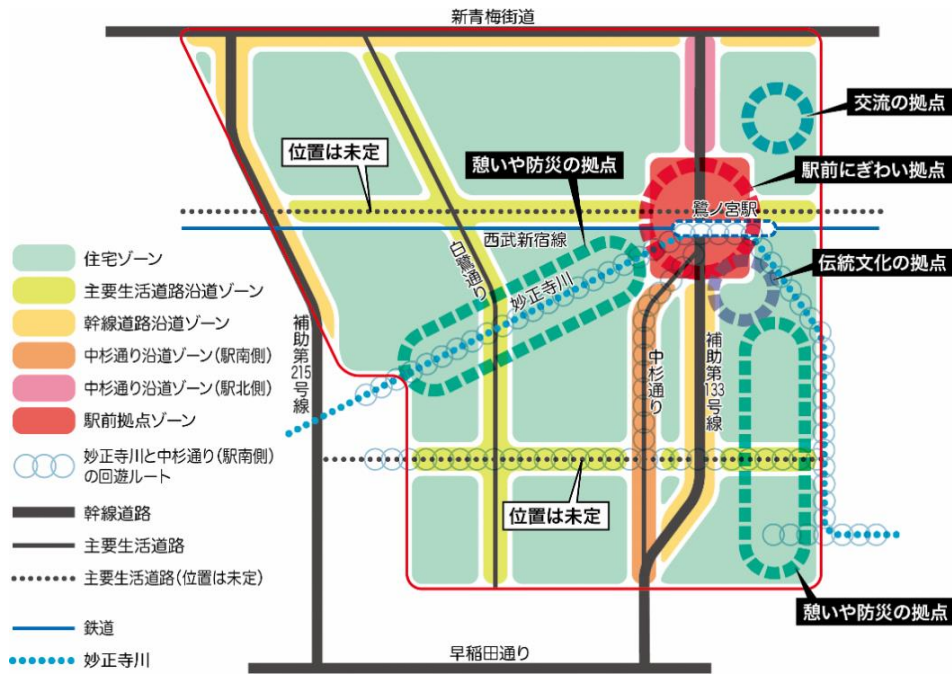 新青梅街道
交流の拠点
位置は未定
憩いや防災の拠点
駅前にぎわい拠点
鷺ノ宮駅
西武新宿線
伝統文化の拠点
白鷺通り
妙正寺川
補助第215号線
中杉通り
補助第133号線
位置は未定
憩いや防災の拠点
早稲田通り
住宅ゾーン
主要生活道路沿道ゾーン
幹線道路沿道ゾーン
中杉通り沿道ゾーン(駅南側)
中杉通り沿道ゾーン(駅北側)
駅前拠点ゾーン
妙正寺川と中杉通り(駅南側)
の回遊ルート
幹線道路
主要生活道路
主要生活道路(位置は未定)
鉄道
妙正寺川